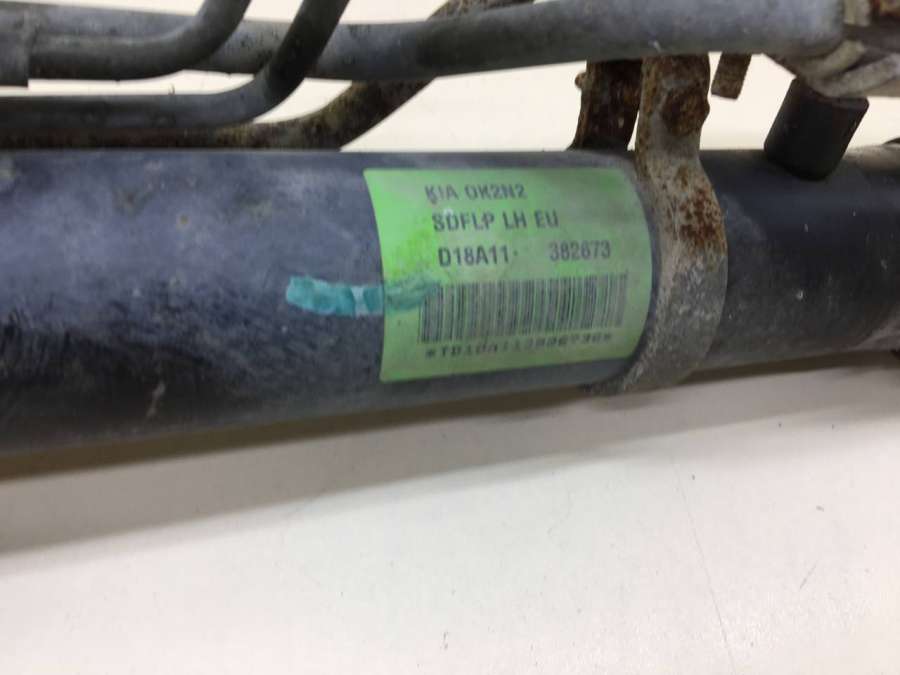 KIA OK2N2
SDFLP LH EU
D18A11- 382673